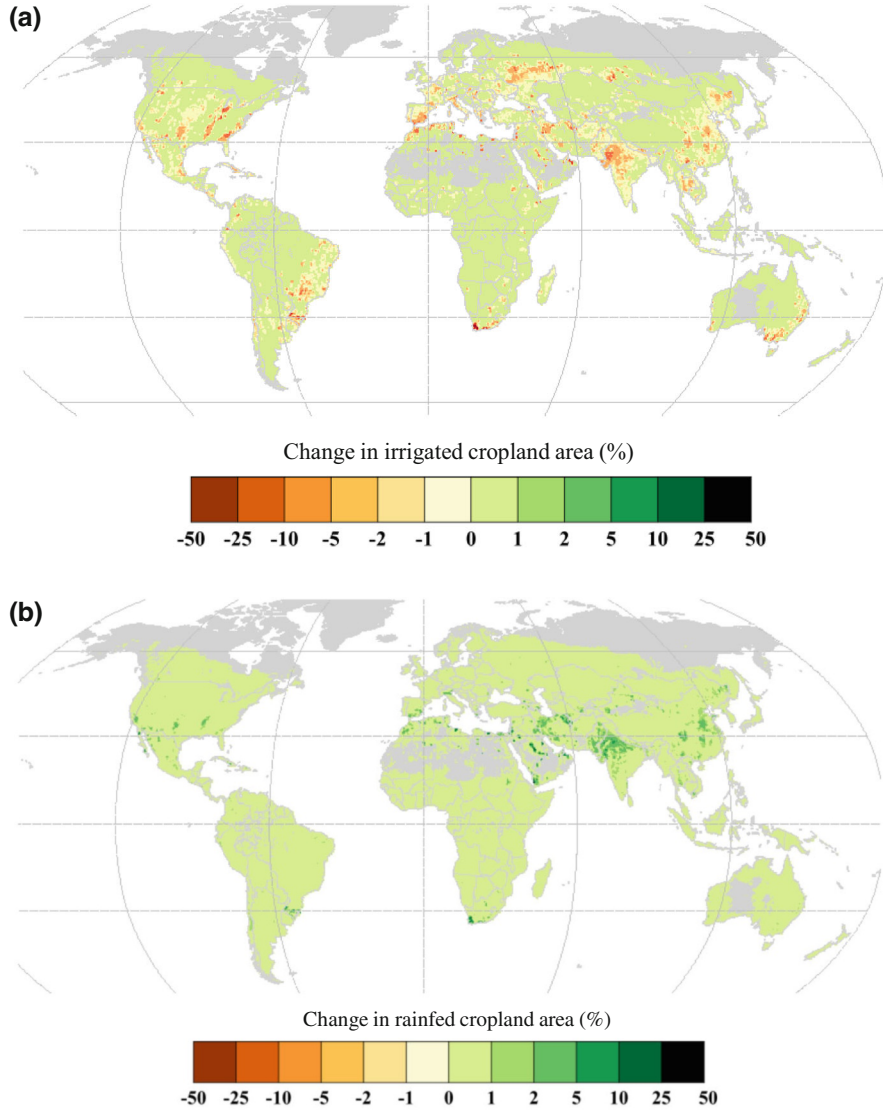 (a)
Change in irrigated cropland area (%)
-50 -25 -10 -5 -2 -1 0 1 2 5 10 25 50
(b)
Change in rainfed cropland area (%)
-50 -25 -10 -5 -2 -1 0 1 2 5 10 25 50